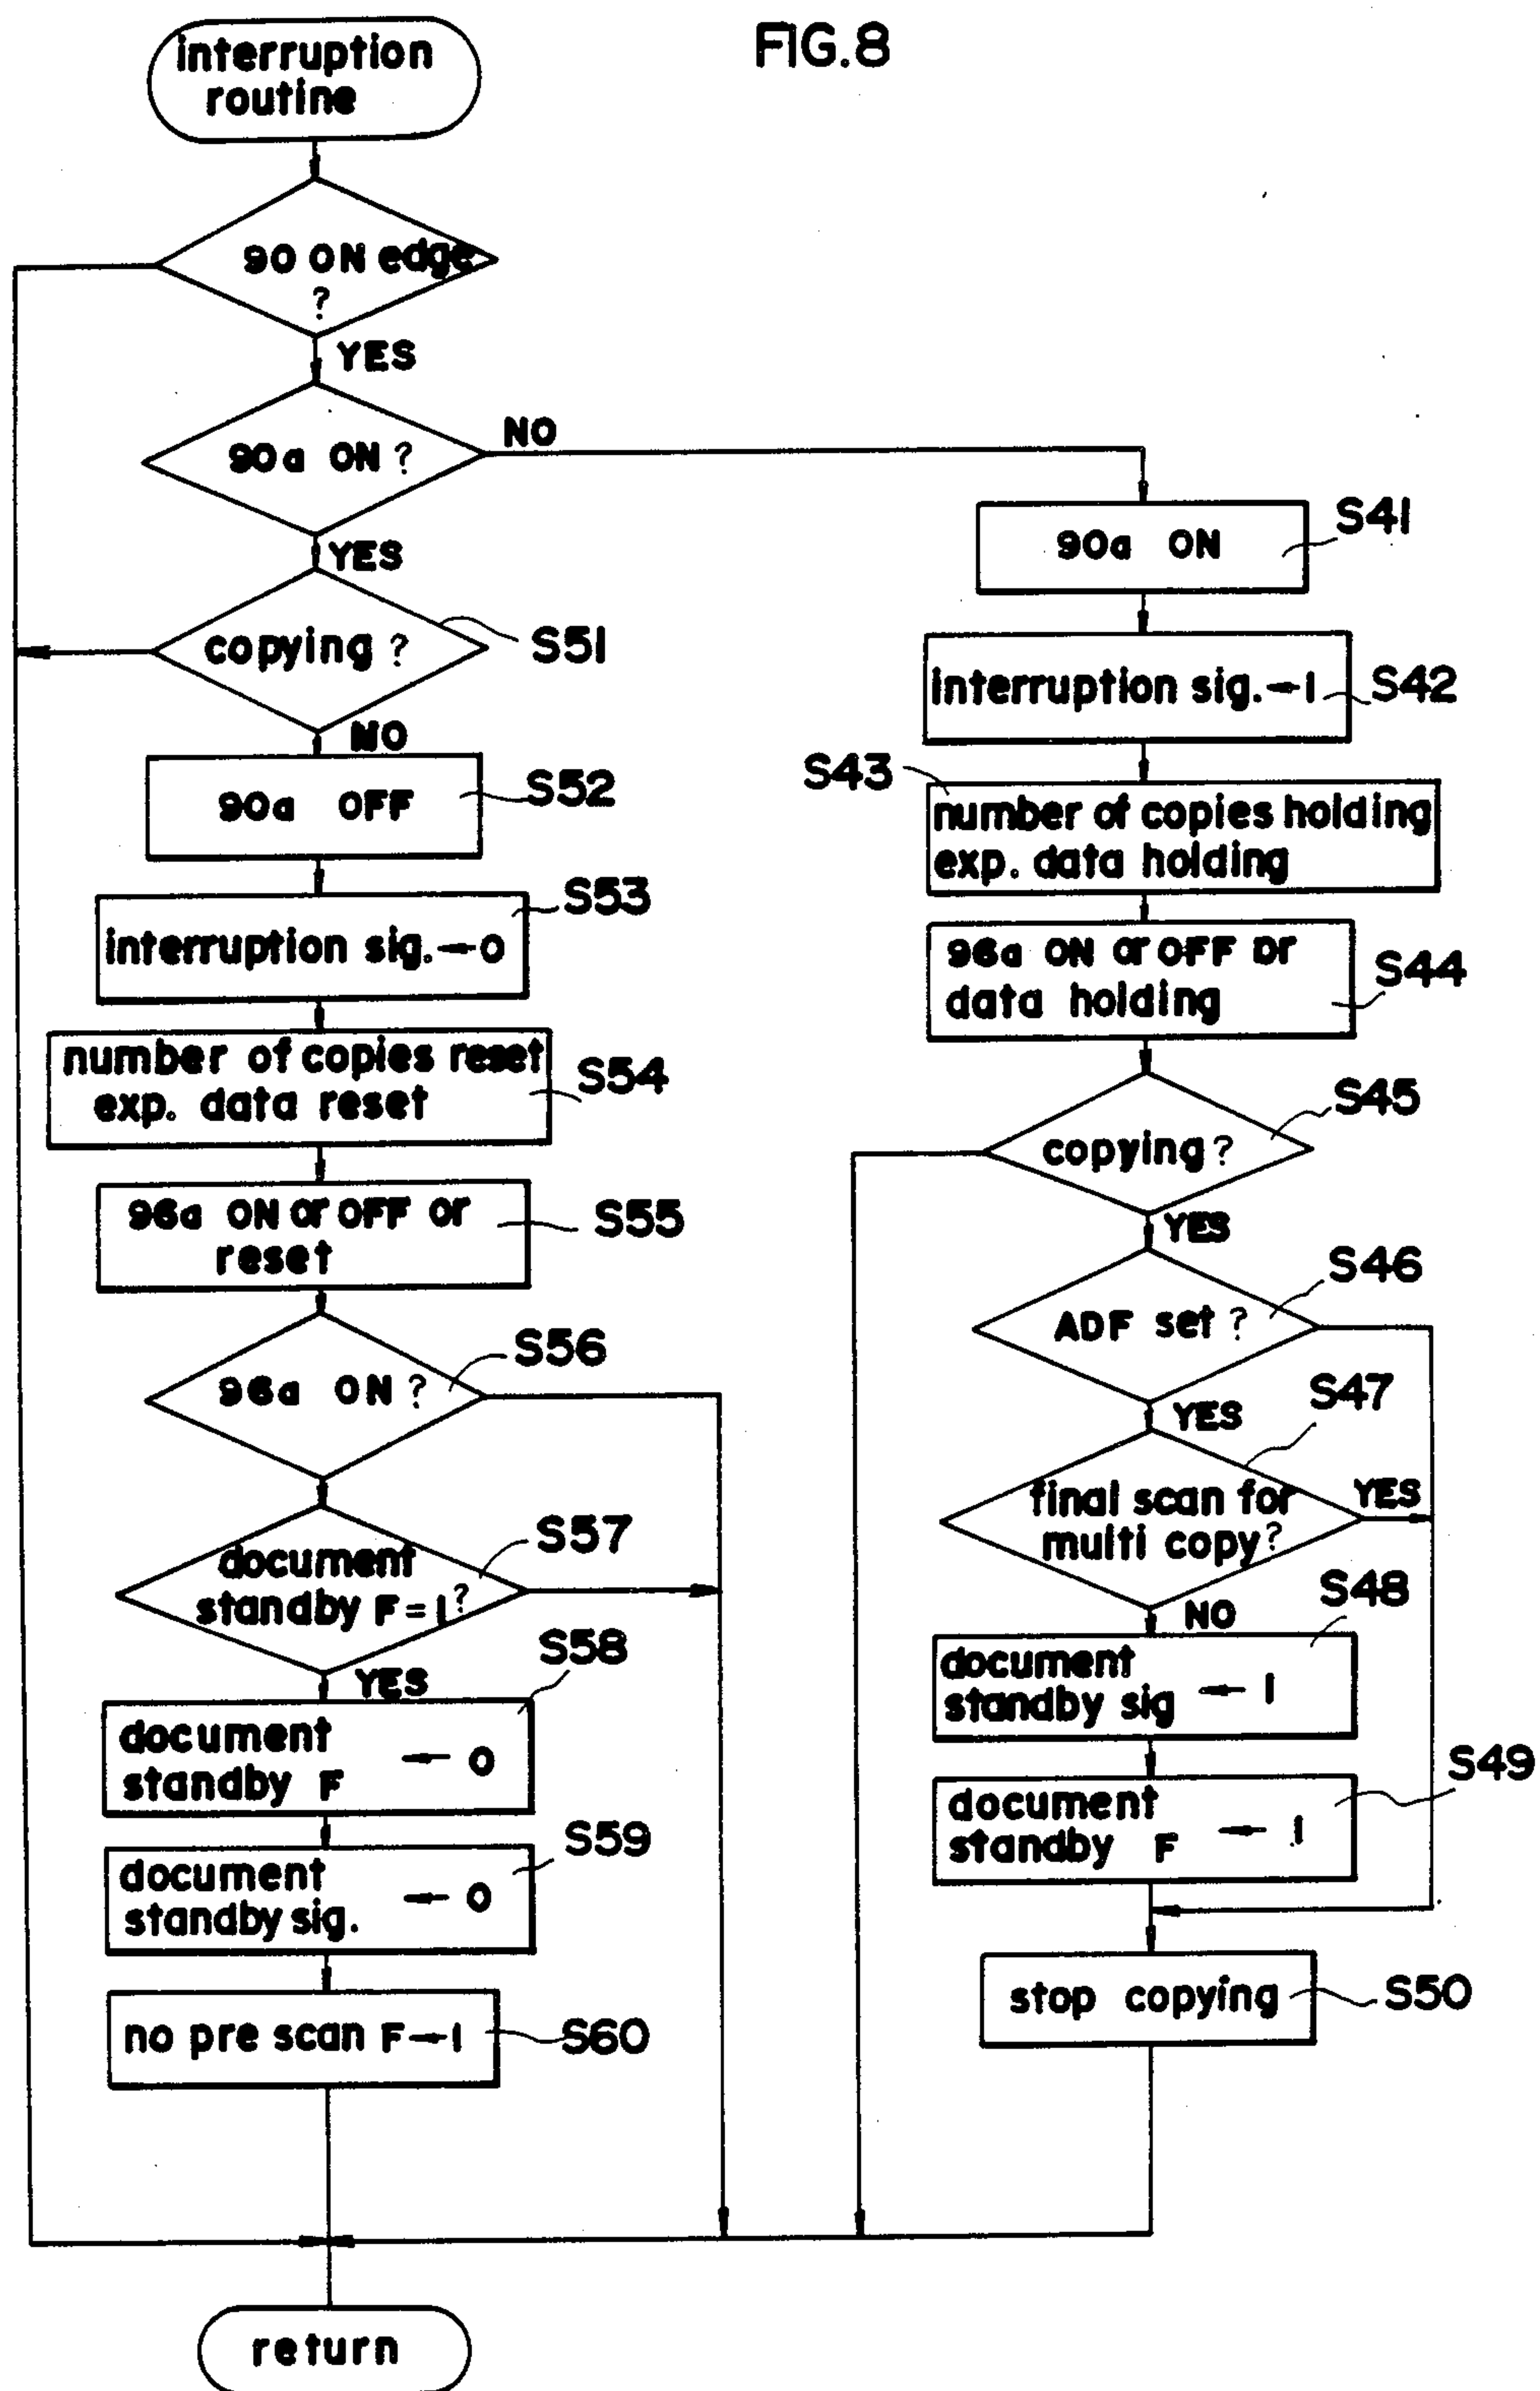 FIG.8
interruption
routine
90 ON edge
?
YES
90a ON ?
NO
YES
copying ?
S51
NO
90a OFF
S52
interruption sig.←0
S53
number of copies reset
exp. data reset
S54
96a ON or OFF or
reset
S55
96a ON ?
S56
document
standby F=1?
S57
YES
document
standby F ← 0
S58
document
standby sig. ← 0
S59
no pre scan F←1
S60
90a ON
S41
interruption sig.←1
S42
S43
number of copies holding
exp. data holding
96a ON or OFF or
data holding
S44
copying ?
S45
YES
ADF set ?
S46
YES
final scan for
multi copy?
S47
YES
NO
document
standby sig ← 1
S48
document
standby F ← 1
S49
stop copying
S50
return